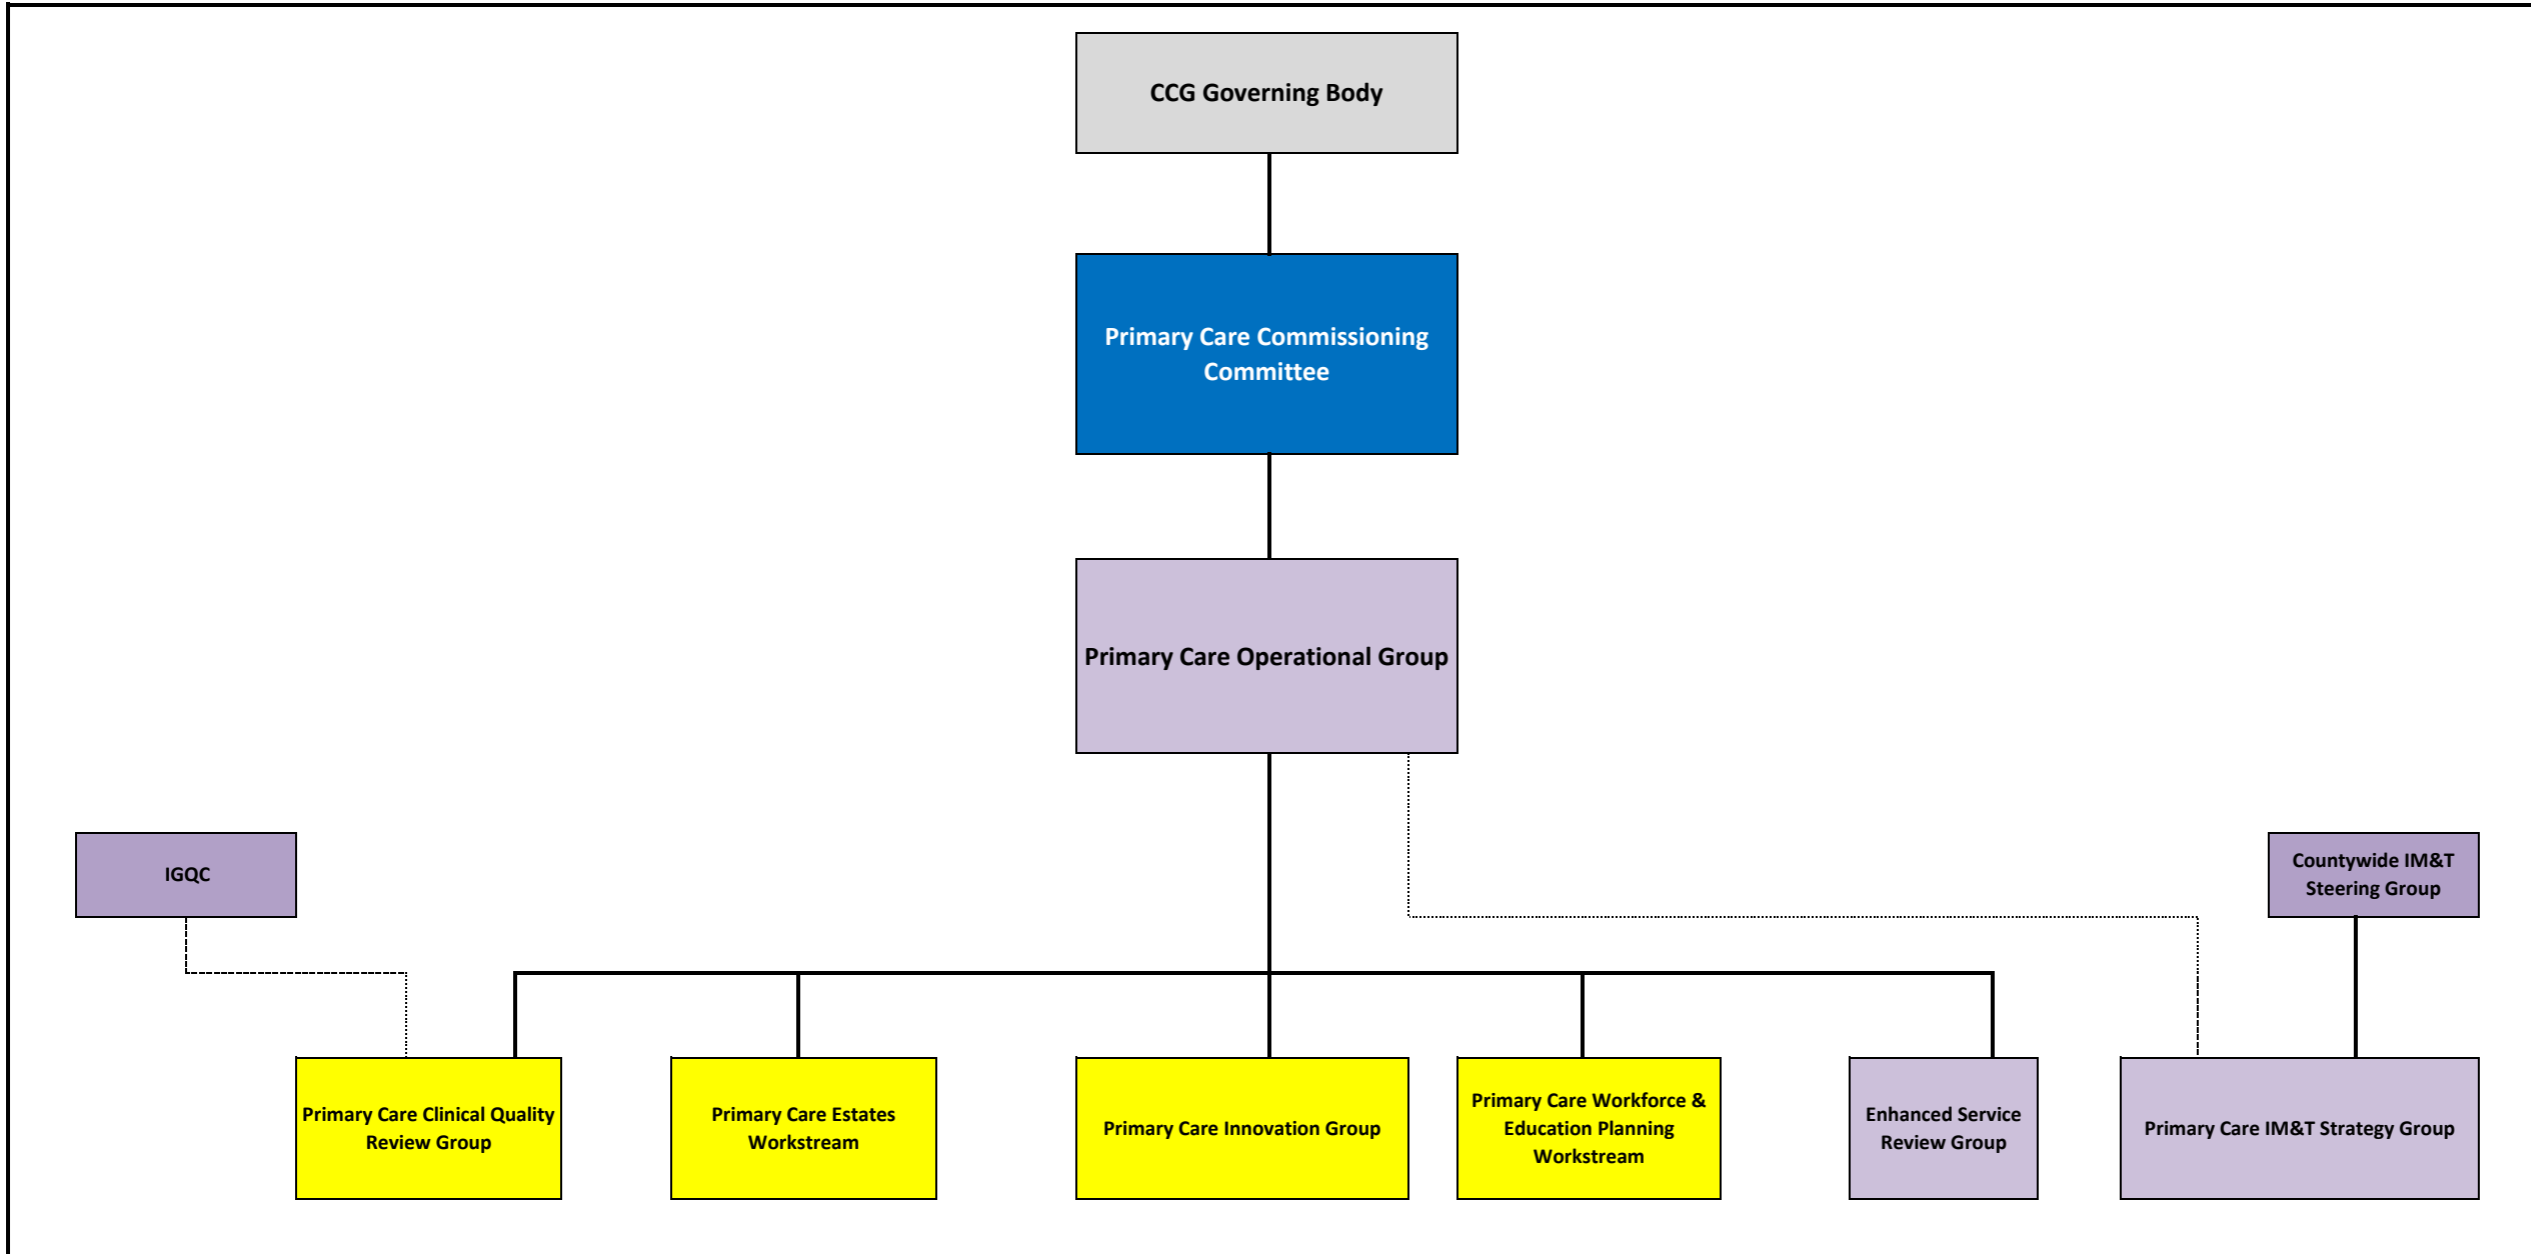 CCG Governing Body
Primary Care Commissioning
Committee
Primary Care Operational Group
IGQC
Countywide IM&T
Steering Group
Primary Care Clinical Quality
Review Group
Primary Care Estates
Workstream
Primary Care Innovation Group
Primary Care Workforce &
Education Planning
Workstream
Enhanced Service
Review Group
Primary Care IM&T Strategy Group